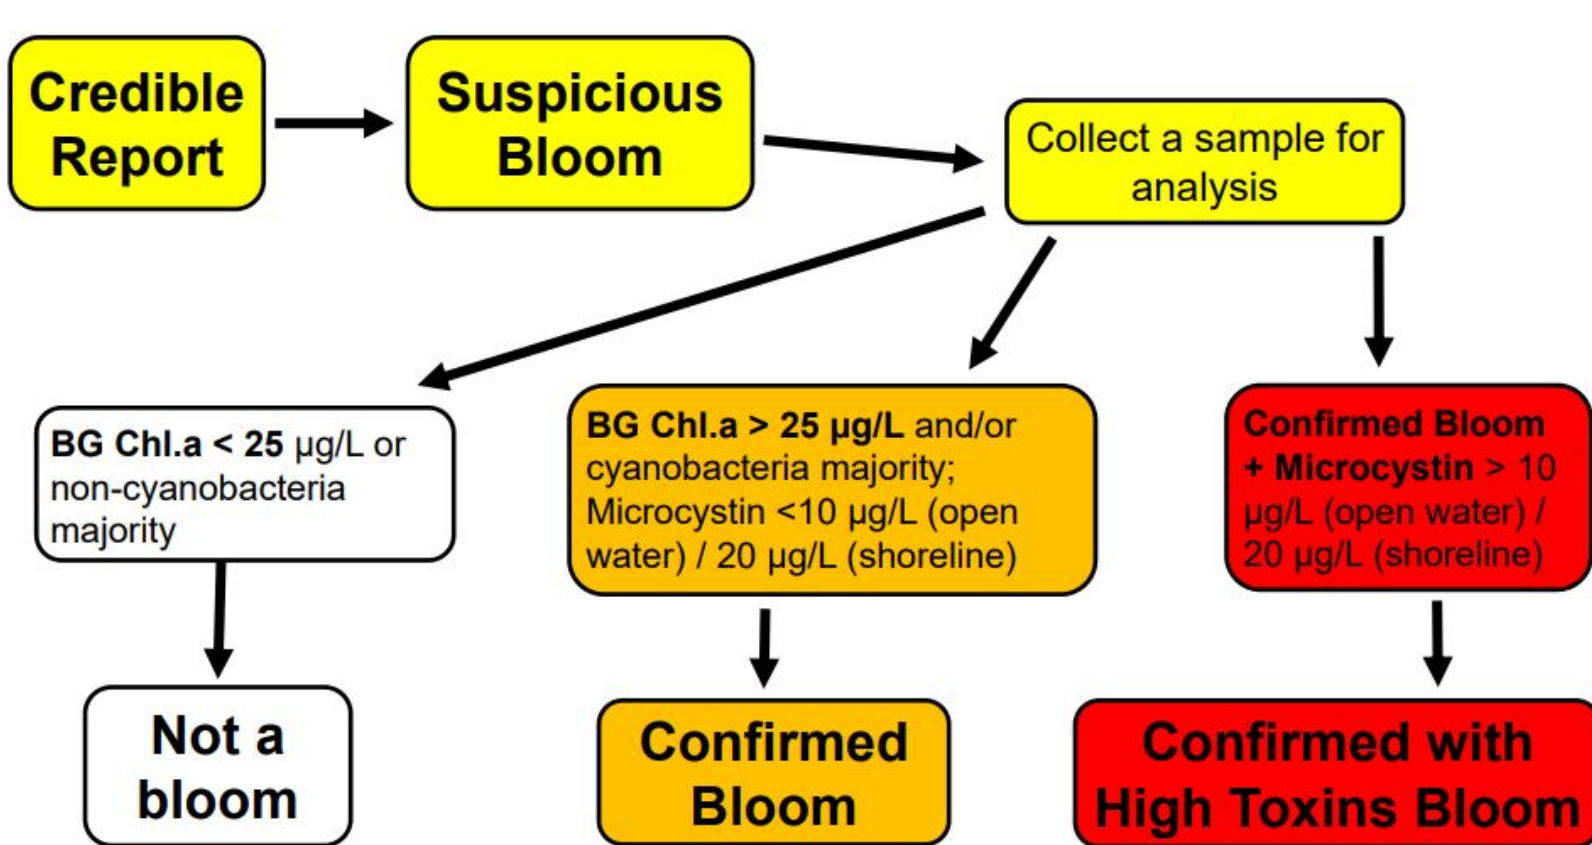 Credible
Report
Suspicious
Bloom
Collect a sample for
analysis
BG Chl.a < 25 µg/L or
non-cyanobacteria
majority
BG Chl.a > 25 µg/L and/or
cyanobacteria majority;
Microcystin <10 µg/L (open
water) / 20 µg/L (shoreline)
Confirmed Bloom
+ Microcystin > 10
µg/L (open water) /
20 µg/L (shoreline)
Not a
bloom
Confirmed
Bloom
Confirmed with
High Toxins Bloom